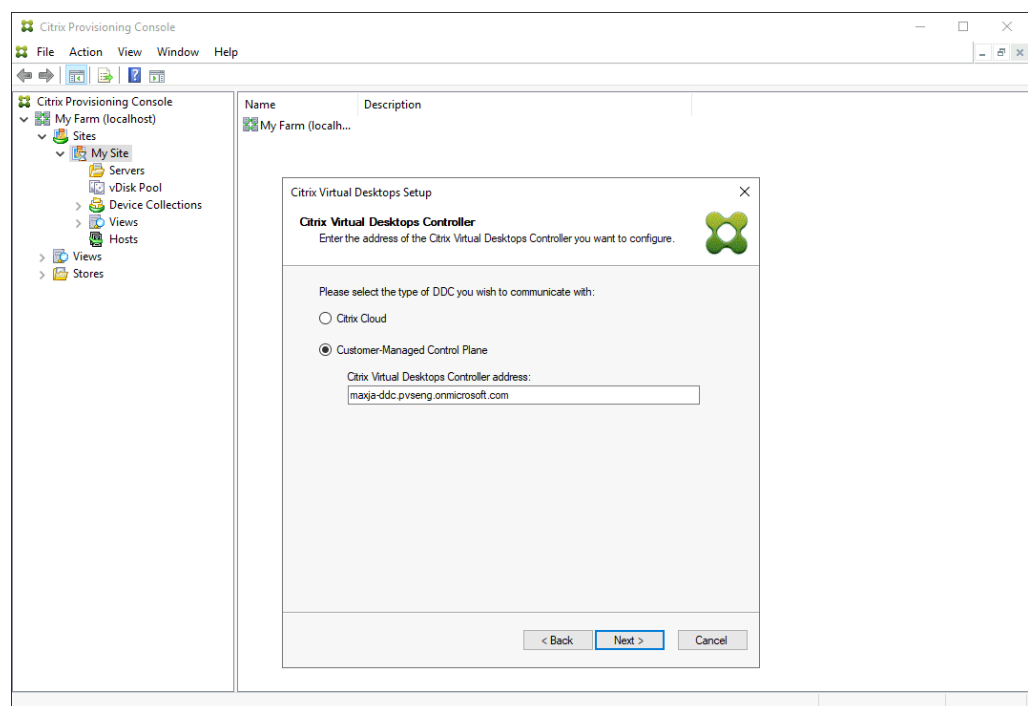 Citrix Provisioning Console
File Action View Window Help
Citrix Provisioning Console
My Farm (localhost)
Sites
My Site
Servers
vDisk Pool
Device Collections
Views
Hosts
Views
Stores
Name Description
My Farm (localh...
Citrix Virtual Desktops Setup
Citrix Virtual Desktops Controller
Enter the address of the Citrix Virtual Desktops Controller you want to configure.
Please select the type of DDC you wish to communicate with:
Citrix Cloud
Customer-Managed Control Plane
Citrix Virtual Desktops Controller address:
maxja-ddc.pvseng.onmicrosoft.com
< Back Next > Cancel